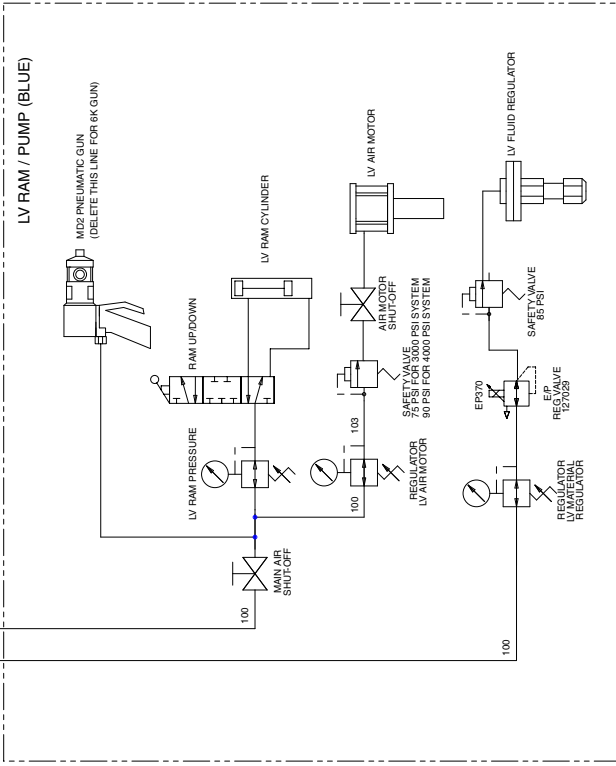 LV RAM / PUMP (BLUE)
MD2 PNEUMATIC GUN
(DELETE THIS LINE FOR 6K GUN)
RAM UP/DOWN
LV RAM CYLINDER
LV RAM PRESSURE
MAIN AIR
SHUT-OFF
100
LV AIR MOTOR
AIR MOTOR
SHUT-OFF
SAFETY VALVE
75 PSI FOR 3000 PSI SYSTEM
90 PSI FOR 4000 PSI SYSTEM
103
REGULATOR
LV AIR MOTOR
100
LV FLUID REGULATOR
SAFETY VALVE
85 PSI
EP370
E/P
REG VALVE
127029
REGULATOR
LV MATERIAL
REGULATOR
100